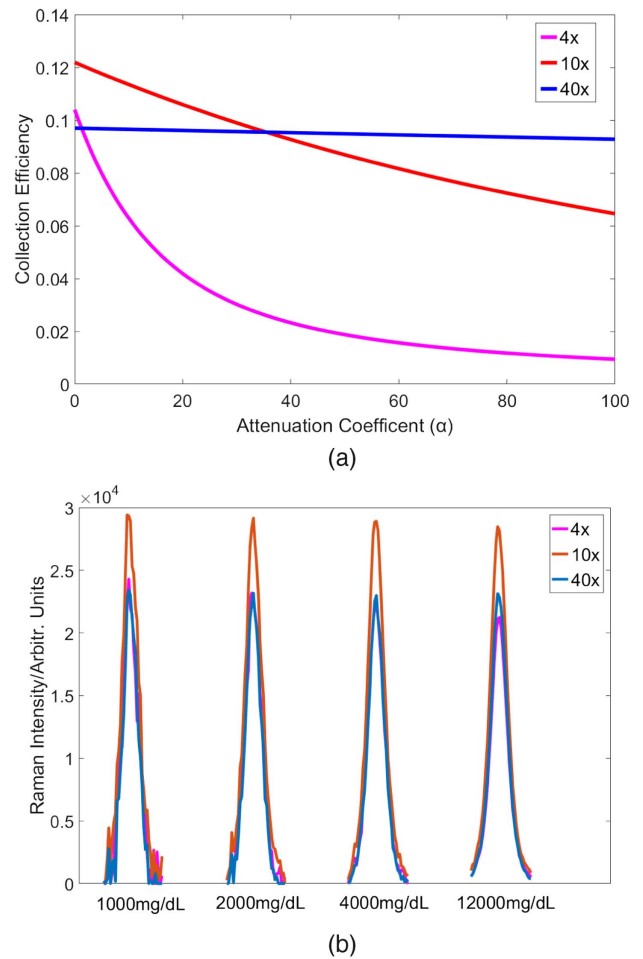 0.14
0.12
0.1
0.08
0.06
0.04
0.02
0
Collection Efficiency
4x
10x
40x
0 20 40 60 80 100
Attenuation Coefficent (α)
(a)
×10⁴
3
2.5
2
1.5
1
0.5
0
Raman Intensity/Arbitr. Units
4x
10x
40x
1000mg/dL 2000mg/dL 4000mg/dL 12000mg/dL
(b)